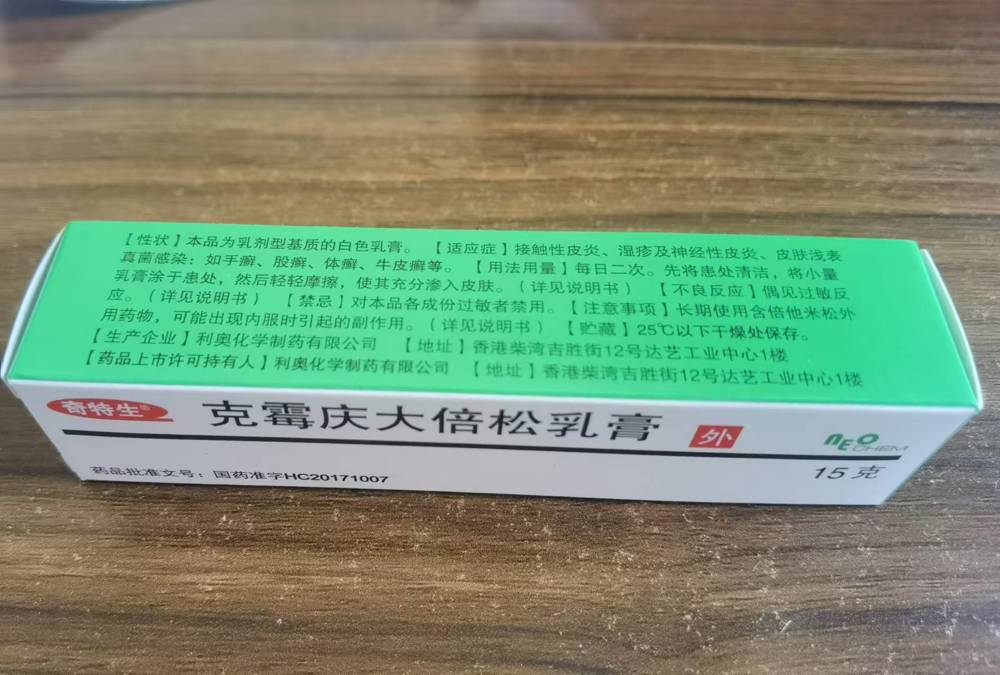 【性状】本品为乳剂型基质的白色乳膏。 【适应症】接触性皮炎、湿疹及神经性皮炎、皮肤浅表
真菌感染：如手癣、股癣、体癣、牛皮癣等。 【用法用量】每日二次。先将患处清洁，将小量
乳膏涂于患处，然后轻轻摩擦，使其充分渗入皮肤。（详见说明书） 【不良反应】偶见过敏反
应。（详见说明书） 【禁忌】对本品各成份过敏者禁用。 【注意事项】长期使用含倍他米松外
用药物，可能出现内服时引起的副作用。（详见说明书） 【贮藏】25℃以下干燥处保存。
【生产企业】利奥化学制药有限公司 【地址】香港柴湾吉胜街12号达艺工业中心1楼
【药品上市许可持有人】利奥化学制药有限公司 【地址】香港柴湾吉胜街12号达艺工业中心1楼
奇特生® 克霉庆大倍松乳膏 外 NEO CHEM
药品批准文号：国药准字HC20171007 15克